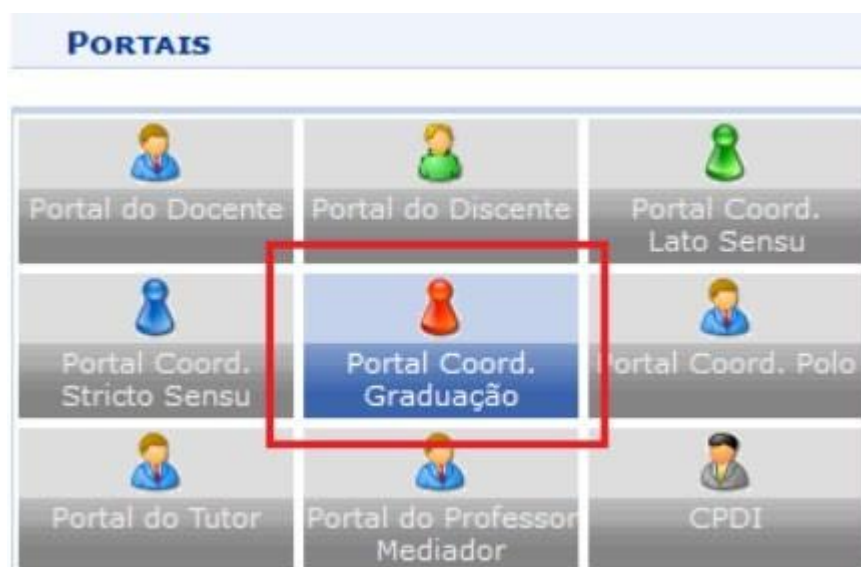 PORTAIS
Portal do Docente
Portal do Discente
Portal Coord.
Lato Sensu
Portal Coord.
Stricto Sensu
Portal Coord.
Graduação
Portal Coord. Polo
Portal do Tutor
Portal do Professor
Mediador
CPDI